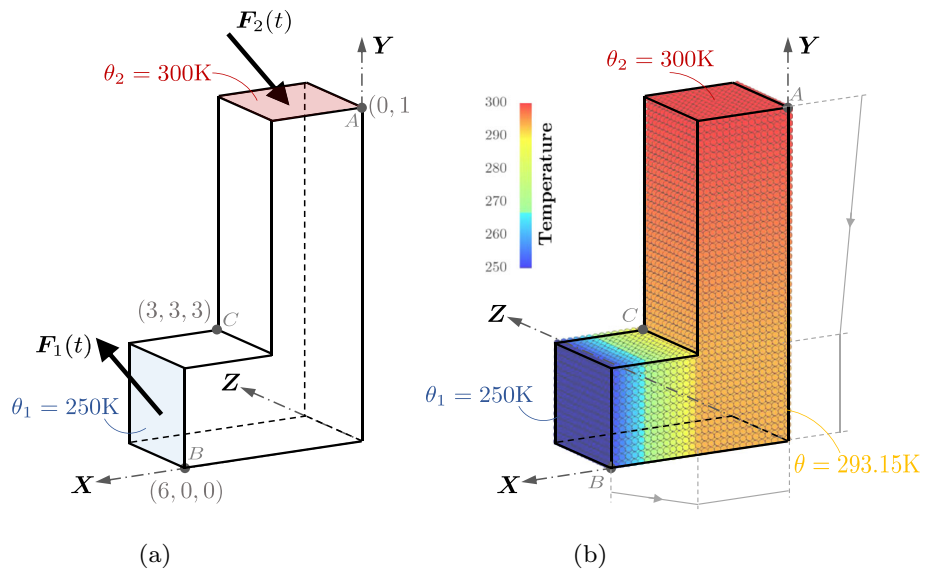 F₂(t)
Y
θ₂ = 300K
(0, 1
A
(3, 3, 3)
C
F₁(t)
Z
θ₁ = 250K
B
X
(6, 0, 0)
(a)
Y
θ₂ = 300K
A
300
290
280
270
260
250
Temperature
Z
C
θ₁ = 250K
θ = 293.15K
X
B
(b)